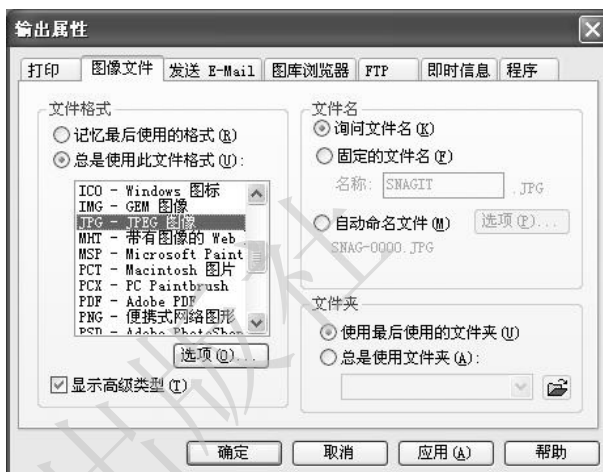 输出属性
打印 图像文件 发送 E-Mail 图库浏览器 FTP 即时信息 程序
文件格式
记忆最后使用的格式(R)
总是使用此文件格式(U):
ICO - Windows 图标
IMG - GEM 图像
JPG - JPEG 图像
MHT - 带有图像的 Web
MSP - Microsoft Paint
PCT - Macintosh 图片
PCX - PC Paintbrush
PDF - Adobe PDF
PNG - 便携式网络图形
PSD - Adobe PhotoShop
选项(O)...
显示高级类型(T)
文件名
询问文件名(K)
固定的文件名(F)
名称: SNAGIT .JPG
自动命名文件(M) 选项(P)...
SNAG-0000.JPG
文件夹
使用最后使用的文件夹(U)
总是使用文件夹(A):
确定 取消 应用(A) 帮助
出版社